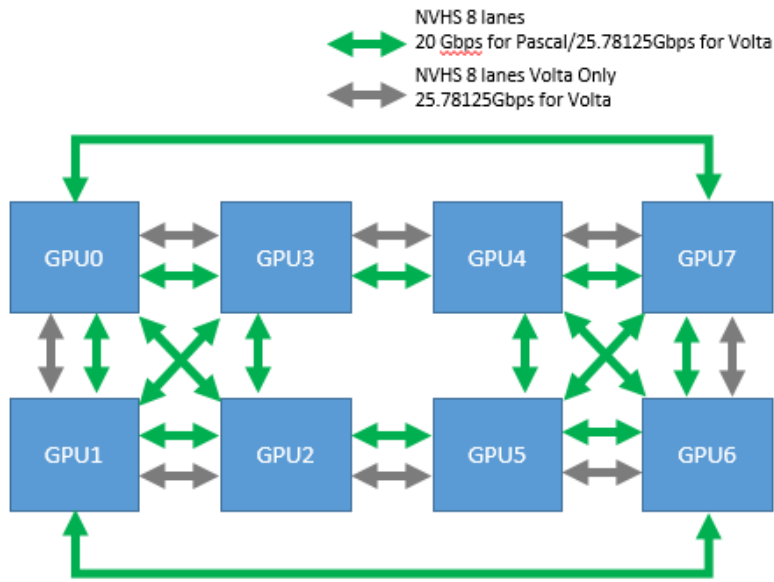 NVHS 8 lanes
20 Gbps for Pascal/25.78125Gbps for Volta
NVHS 8 lanes Volta Only
25.78125Gbps for Volta
GPU0
GPU3
GPU4
GPU7
GPU1
GPU2
GPU5
GPU6